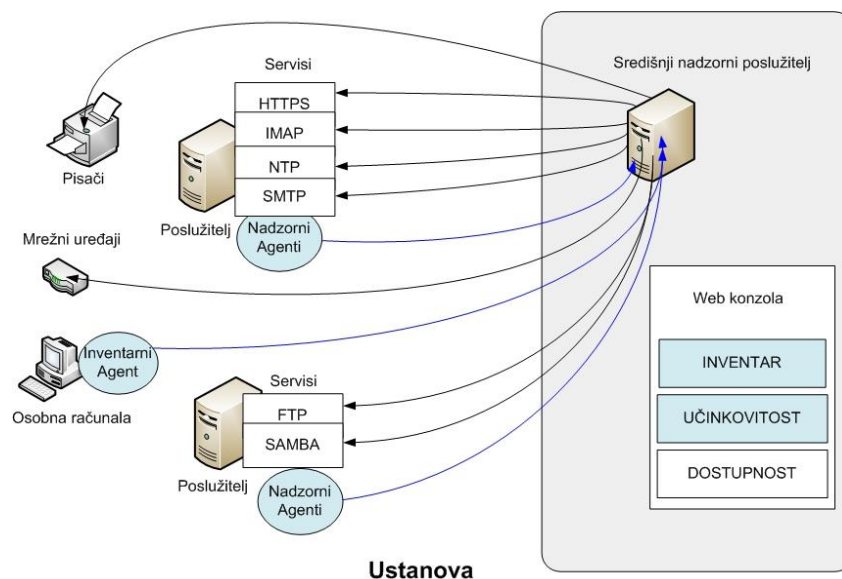 Središnji nadzorni poslužitelj
Servisi
HTTPS
IMAP
NTP
SMTP
Pisači
Poslužitelj
Nadzorni
Agenti
Mrežni uređaji
Inventarni
Agent
Osobna računala
Servisi
FTP
SAMBA
Poslužitelj
Nadzorni
Agenti
Web konzola
INVENTAR
UČINKOVITOST
DOSTUPNOST
Ustanova